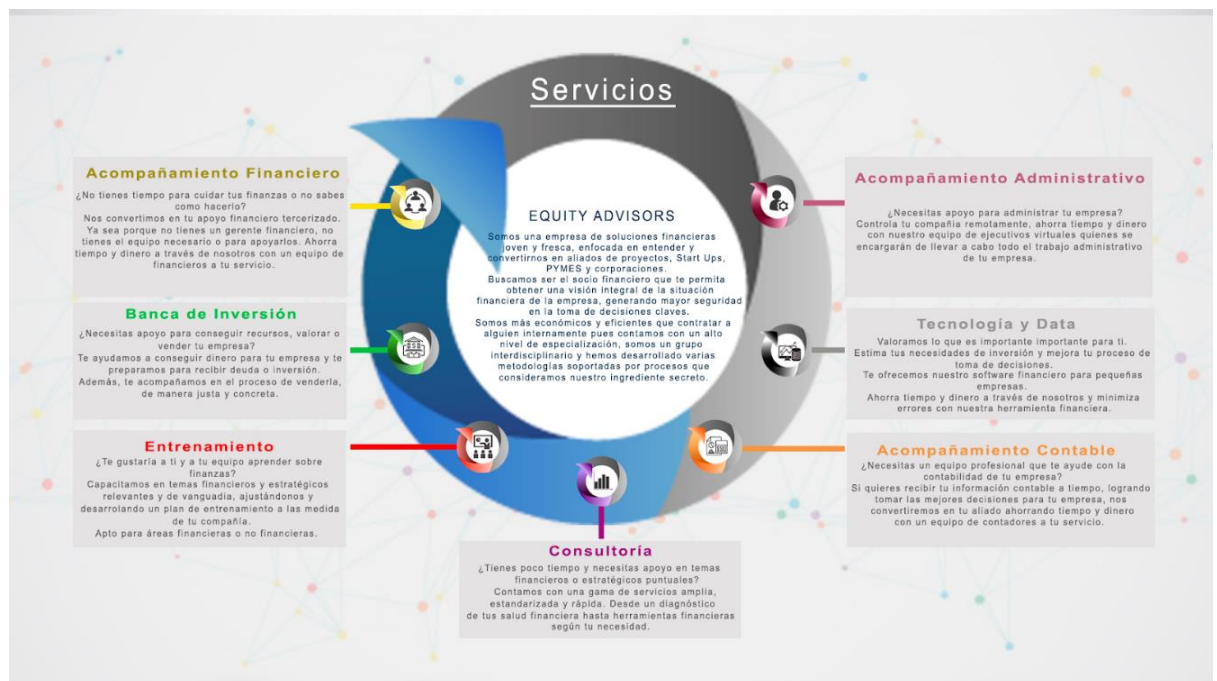 Servicios
EQUITY ADVISORS
Somos una empresa de soluciones financieras
joven y fresca, enfocada en entender y
convertirnos en aliados de proyectos, Start Ups,
PYMES y corporaciones.
Buscamos ser el socio financiero que te permita
obtener una visión integral de la situación
financiera de la empresa, generando mayor seguridad
en la toma de decisiones claves.
Somos más económicos y eficientes que contratar a
alguien internamente pues contamos con un alto
nivel de especialización, somos un grupo
interdisciplinario y hemos desarrollado varias
metodologías soportadas por procesos que
consideramos nuestro ingrediente secreto.
Acompañamiento Financiero
¿No tienes tiempo para cuidar tus finanzas o no sabes
como hacerlo?
Nos convertimos en tu apoyo financiero tercerizado.
Ya sea porque no tienes un gerente financiero, no
tienes el equipo necesario o para apoyarlos. Ahorra
tiempo y dinero a través de nosotros con un equipo de
financieros a tu servicio.
Banca de Inversión
¿Necesitas apoyo para conseguir recursos, valorar o
vender tu empresa?
Te ayudamos a conseguir dinero para tu empresa y te
preparamos para recibir deuda o inversión.
Además, te acompañamos en el proceso de venderla,
de manera justa y concreta.
Entrenamiento
¿Te gustaría a ti y a tu equipo aprender sobre
finanzas?
Capacitamos en temas financieros y estratégicos
relevantes y de vanguadia, ajustándonos y
desarrolando un plan de entrenamiento a las medida
de tu compañía.
Apto para áreas financieras o no financieras.
Consultoría
¿Tienes poco tiempo y necesitas apoyo en temas
financieros o estratégicos puntuales?
Contamos con una gama de servicios amplia,
estandarizada y rápida. Desde un diagnóstico
de tus salud financiera hasta herramientas financieras
según tu necesidad.
Acompañamiento Administrativo
¿Necesitas apoyo para administrar tu empresa?
Controla tu compañia remotamente, ahorra tiempo y dinero
con nuestro equipo de ejecutivos virtuales quienes se
encargarán de llevar a cabo todo el trabajo administrativo
de tu empresa.
Tecnología y Data
Valoramos lo que es importante importante para ti.
Estima tus necesidades de inversión y mejora tu proceso de
toma de decisiones.
Te ofrecemos nuestro software financiero para pequeñas
empresas.
Ahorra tiempo y dinero a través de nosotros y minimiza
errores con nuestra herramienta financiera.
Acompañamiento Contable
¿Necesitas un equipo profesional que te ayude con la
contabilidad de tu empresa?
Si quieres recibir tu información contable a tiempo, logrando
tomar las mejores decisiones para tu empresa, nos
convertiremos en tu aliado ahorrando tiempo y dinero
con un equipo de contadores a tu servicio.